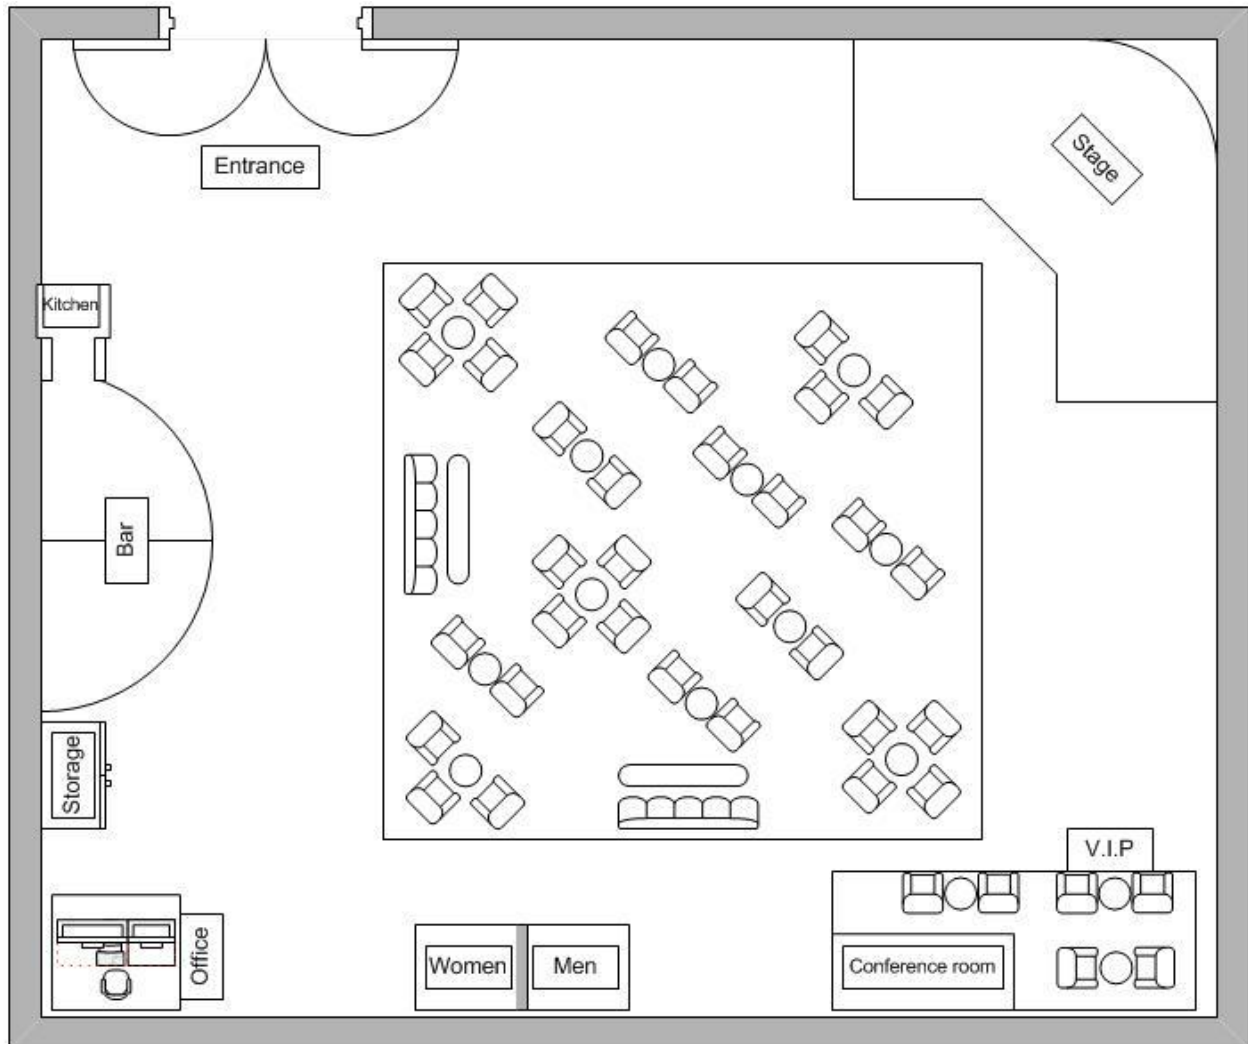 Entrance
Stage
Kitchen
Bar
Storage
V.I.P
Office
Women
Men
Conference room